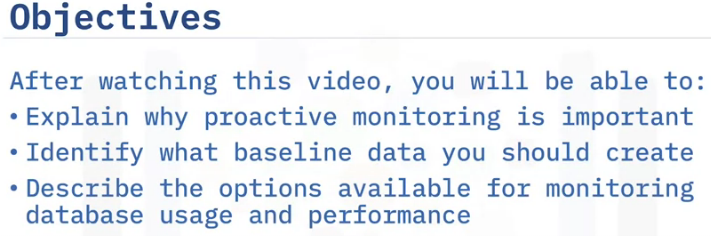 Objectives
After watching this video, you will be able to:
• Explain why proactive monitoring is important
• Identify what baseline data you should create
• Describe the options available for monitoring
database usage and performance